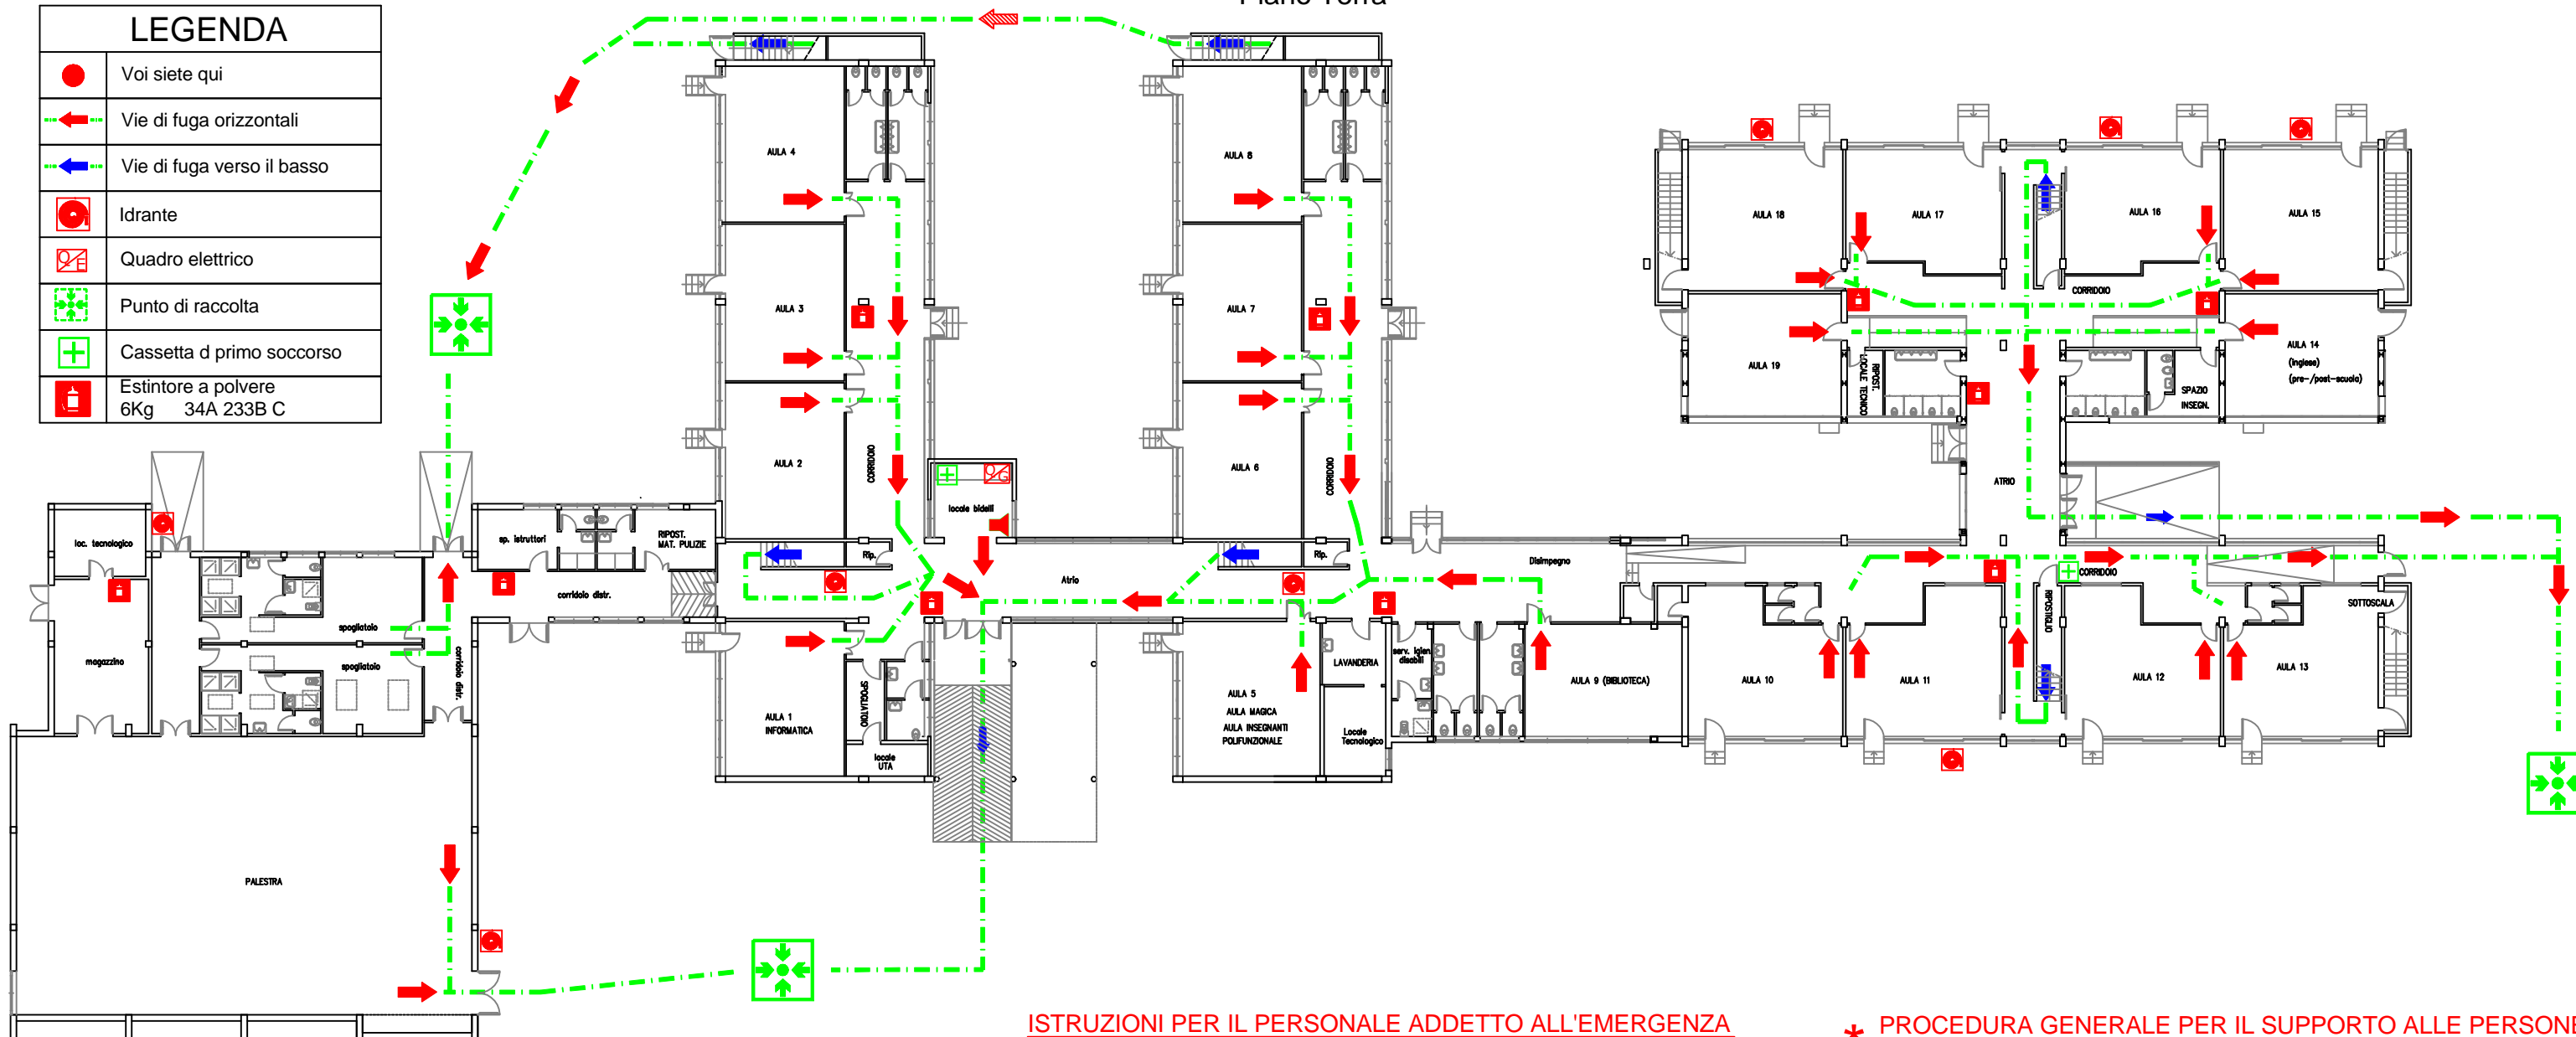 Piano Terra
LEGENDA
Voi siete qui
Vie di fuga orizzontali
Vie di fuga verso il basso
Idrante
Q/E
Quadro elettrico
Punto di raccolta
Cassetta d primo soccorso
Estintore a polvere
6Kg 34A 233B C
AULA 4
AULA 3
AULA 2
CORRIDOIO
AULA 8
AULA 7
AULA 6
CORRIDOIO
AULA 18
AULA 17
AULA 16
AULA 15
CORRIDOIO
AULA 19
RIPOST.
LOCALE TECNICO
SPAZIO
INSEGN.
AULA 14
(inglese)
(pre-/post-scuola)
ATRIO
loc. tecnologico
magazzino
spogliatoio
spogliatoio
corridoio distr.
sp. istruttori
RIPOST.
MAT. PULIZIE
corridoio distr.
Rip.
locale bidelli
Q/G
Atrio
Rip.
Disimpegno
CORRIDOIO
RIPOSTIGLIO
SOTTOSCALA
AULA 1
INFORMATICA
SPOGLIATOIO
locale
UTA
AULA 5
AULA MAGICA
AULA INSEGNANTI
POLIFUNZIONALE
LAVANDERIA
Locale
Tecnologico
serv. igien.
disabili
AULA 9 (BIBLIOTECA)
AULA 10
AULA 11
AULA 12
AULA 13
PALESTRA
ISTRUZIONI PER IL PERSONALE ADDETTO ALL'EMERGENZA
* PROCEDURA GENERALE PER IL SUPPORTO ALLE PERSONE